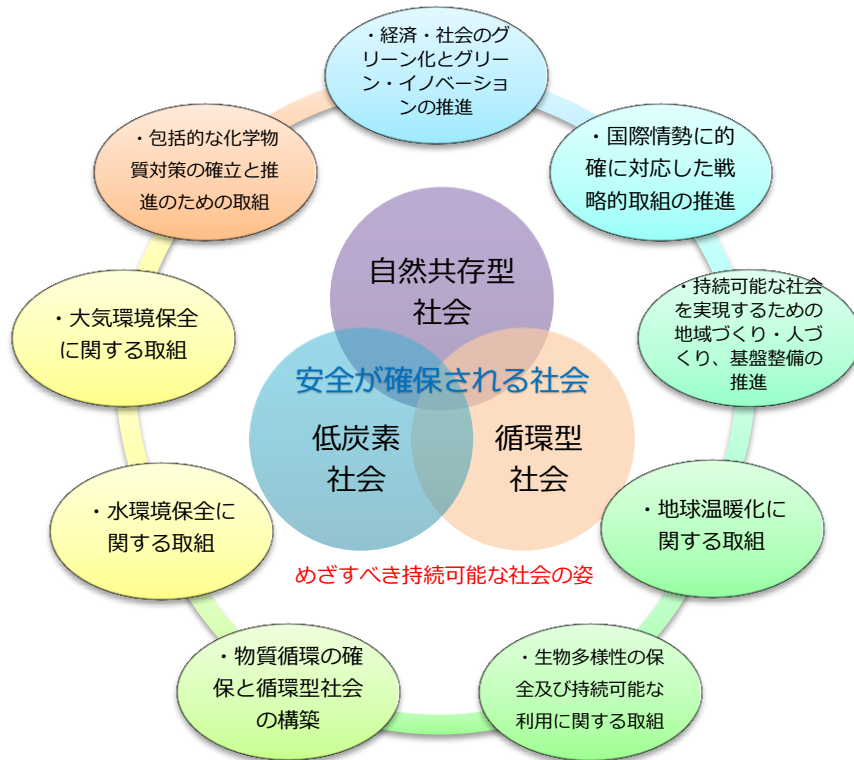 ・経済・社会のグ
リーン化とグリー
ン・イノベーショ
ンの推進
・国際情勢に的
確に対応した戦
略的取組の推進
・持続可能な社会
を実現するための
地域づくり・人づ
くり、基盤整備の
推進
・地球温暖化に
関する取組
・生物多様性の保
全及び持続可能な
利用に関する取組
・物質循環の確
保と循環型社会
の構築
・水環境保全に
関する取組
・大気環境保全
に関する取組
・包括的な化学物
質対策の確立と推
進のための取組
自然共存型
社会
安全が確保される社会
低炭素
社会
循環型
社会
めざすべき持続可能な社会の姿